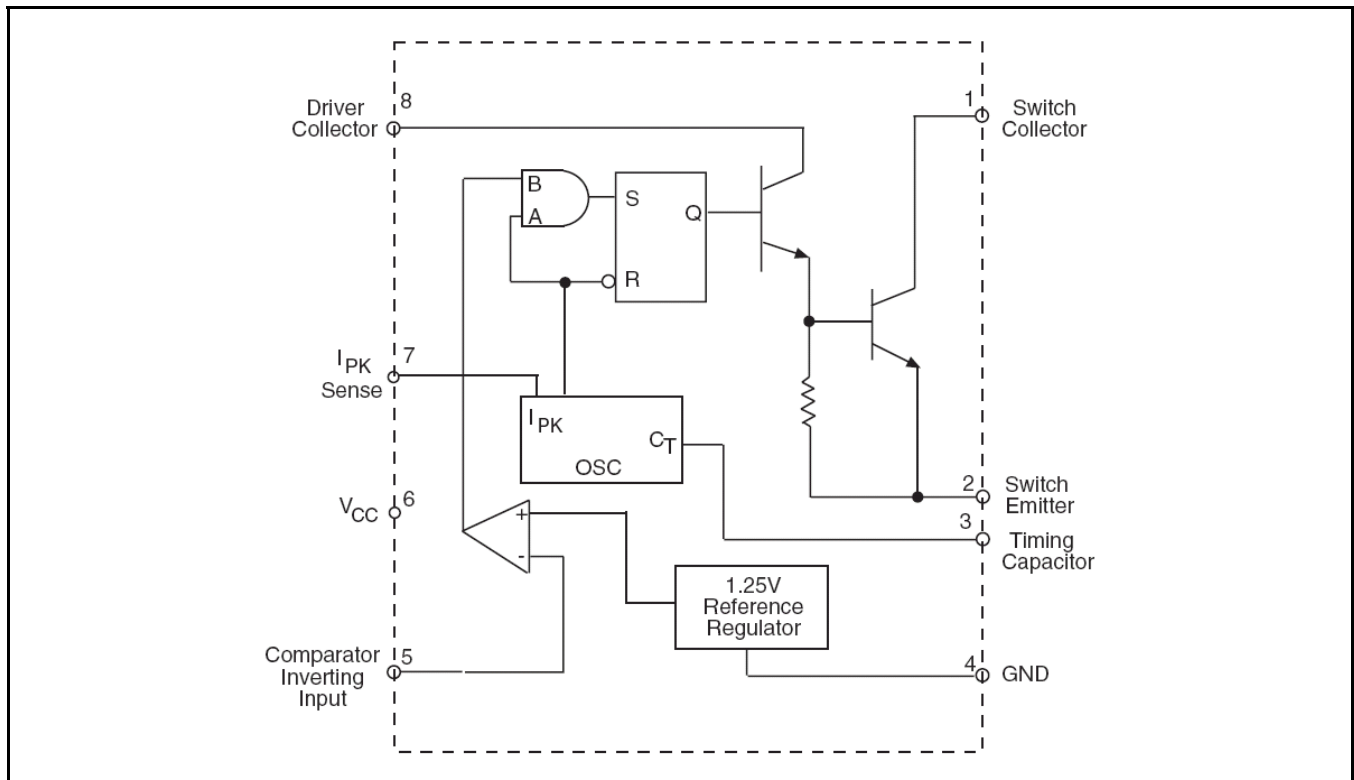 8
Driver
Collector
1
Switch
Collector
B
A
S
Q
R
7
I PK
Sense
I PK
C T
OSC
6
V CC
+
-
2
Switch
Emitter
3
Timing
Capacitor
1.25V
Reference
Regulator
5
Comparator
Inverting
Input
4
GND